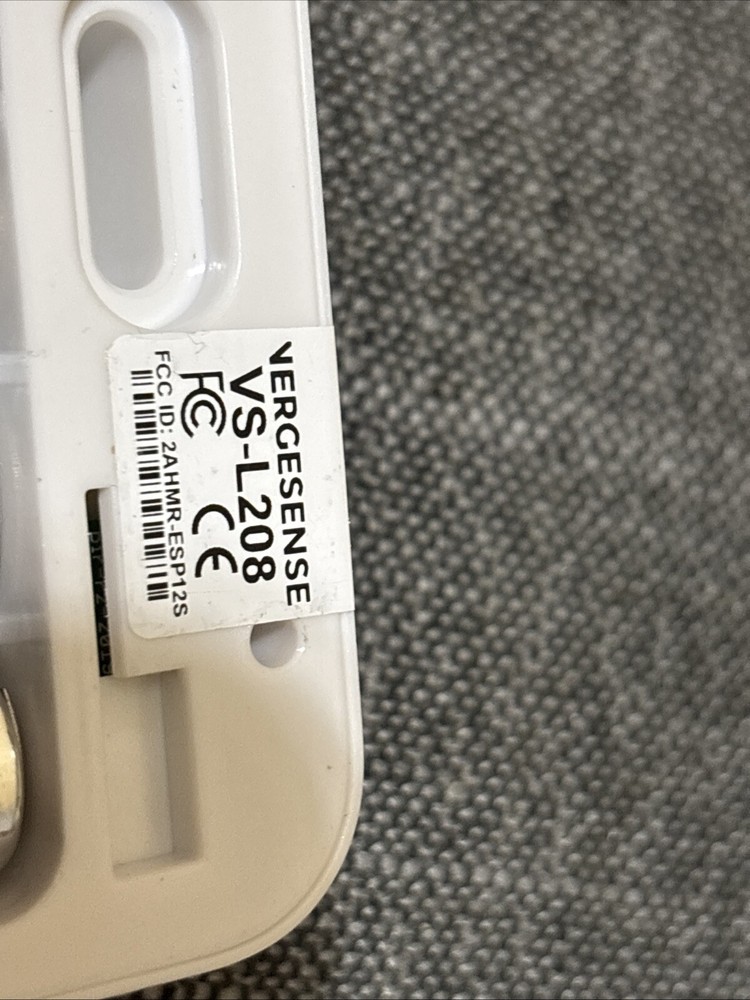 VERGESENSE
VS-L208
FC CE
FCC ID: 2AHMR-ESP12S